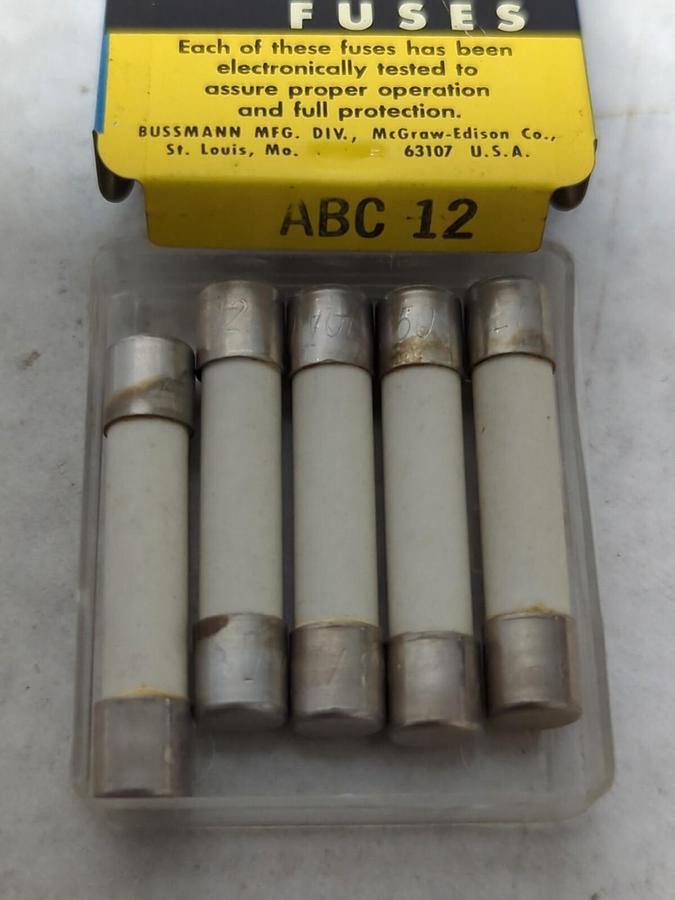 FUSES
Each of these fuses has been
electronically tested to
assure proper operation
and full protection.
BUSSMANN MFG. DIV., McGraw-Edison Co.,
St. Louis, Mo. 63107 U.S.A.
ABC 12